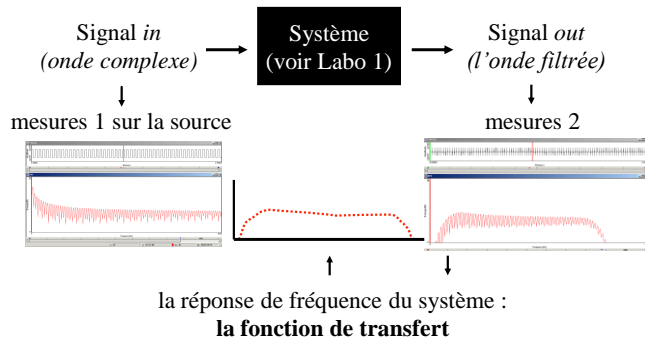 Signal in
(onde complexe)
Système
(voir Labo 1)
Signal out
(l'onde filtrée)
mesures 1 sur la source
mesures 2
la réponse de fréquence du système :
la fonction de transfert